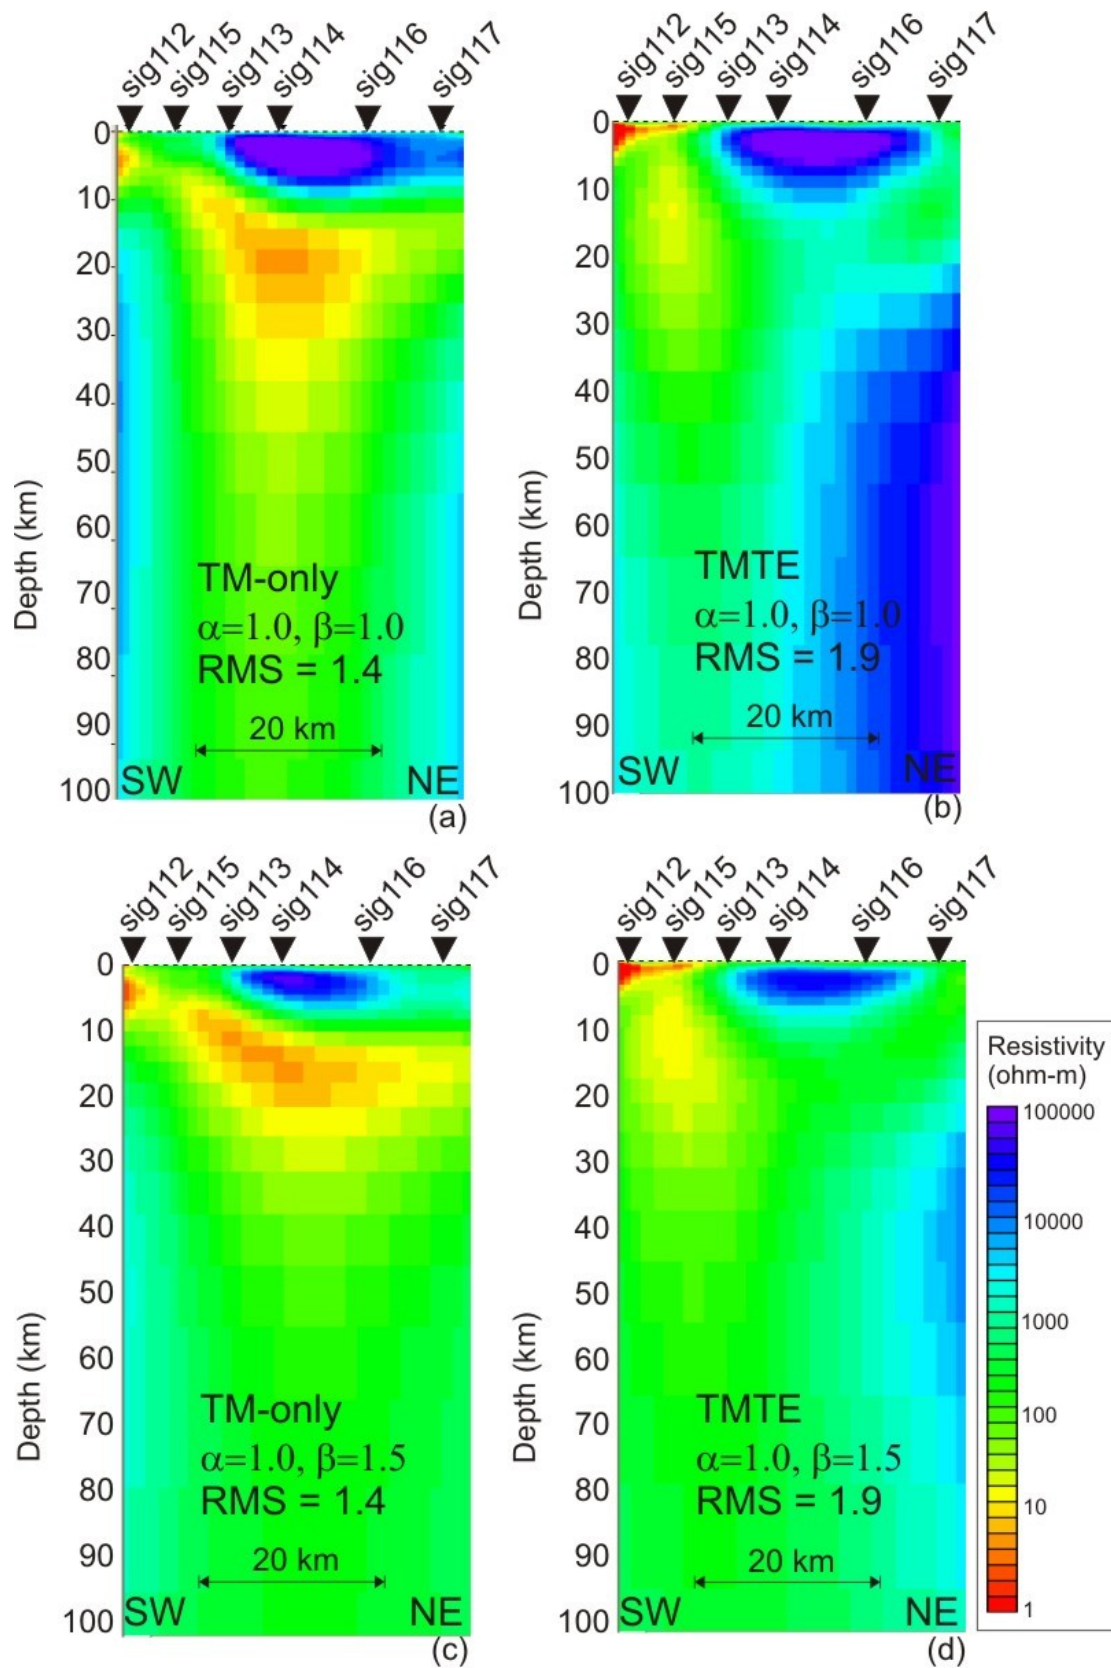 sig112 sig115 sig113 sig114 sig116 sig117
0
10
20
30
40
50
60
70
80
90
100
Depth (km)
TM-only
α=1.0, β=1.0
RMS = 1.4
20 km
SW NE
(a)
sig112 sig115 sig113 sig114 sig116 sig117
0
10
20
30
40
50
60
70
80
90
100
Depth (km)
TMTE
α=1.0, β=1.0
RMS = 1.9
20 km
SW NE
(b)
sig112 sig115 sig113 sig114 sig116 sig117
0
10
20
30
40
50
60
70
80
90
100
Depth (km)
TM-only
α=1.0, β=1.5
RMS = 1.4
20 km
SW NE
(c)
sig112 sig115 sig113 sig114 sig116 sig117
0
10
20
30
40
50
60
70
80
90
100
Depth (km)
TMTE
α=1.0, β=1.5
RMS = 1.9
20 km
SW NE
(d)
Resistivity
(ohm-m)
100000
10000
1000
100
10
1